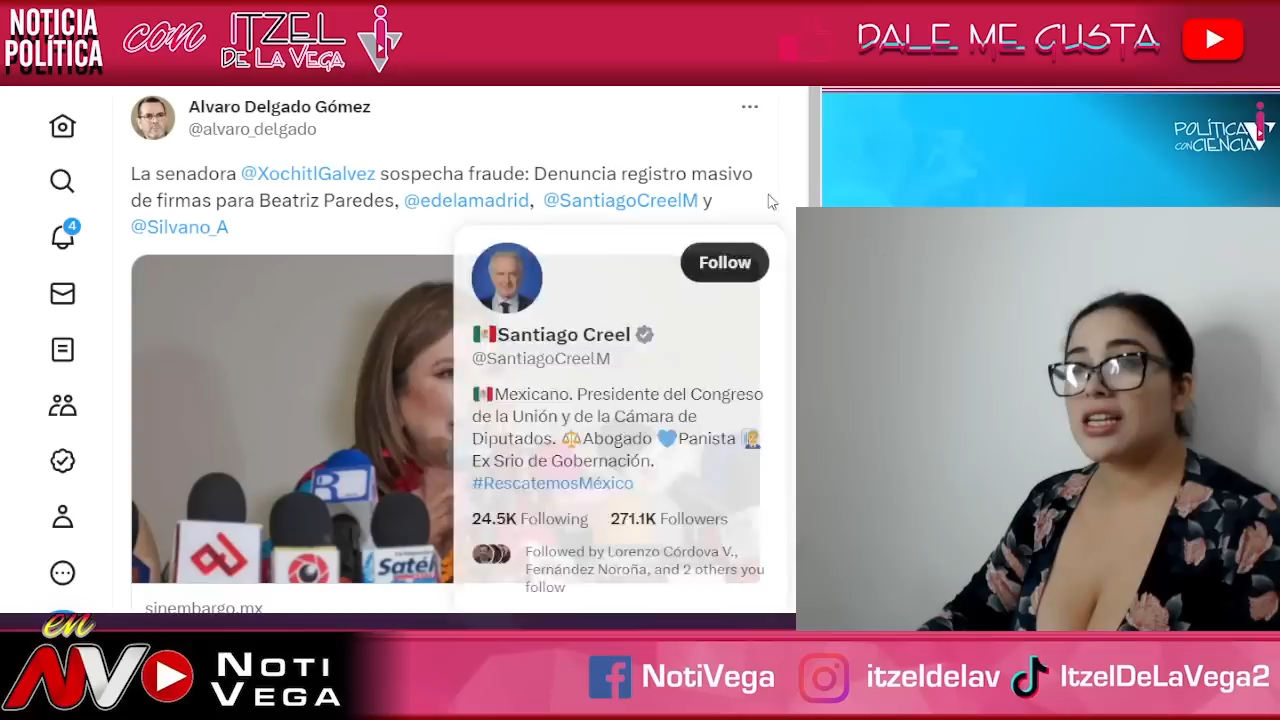 NOTICIA
POLÍTICA
con
ITZEL
DE LA VEGA
DALE ME GUSTA
Alvaro Delgado Gómez
@alvaro_delgado
La senadora @XochitlGalvez sospecha fraude: Denuncia registro masivo
de firmas para Beatriz Paredes, @edelamadrid, @SantiagoCreelM y
@Silvano_A
4
POLÍTICA
CON CIENCIA
Follow
🇲🇽Santiago Creel
@SantiagoCreelM
🇲🇽Mexicano. Presidente del Congreso
de la Unión y de la Cámara de
Diputados. ⚖️Abogado 💙Panista
Ex Srio de Gobernación.
#RescatemosMéxico
24.5K Following 271.1K Followers
Followed by Lorenzo Córdova V.,
Fernández Noroña, and 2 others you
follow
Satél
sinembargo.mx
en
NV
NOTI
VEGA
NotiVega
itzeldelav
ItzelDeLaVega2